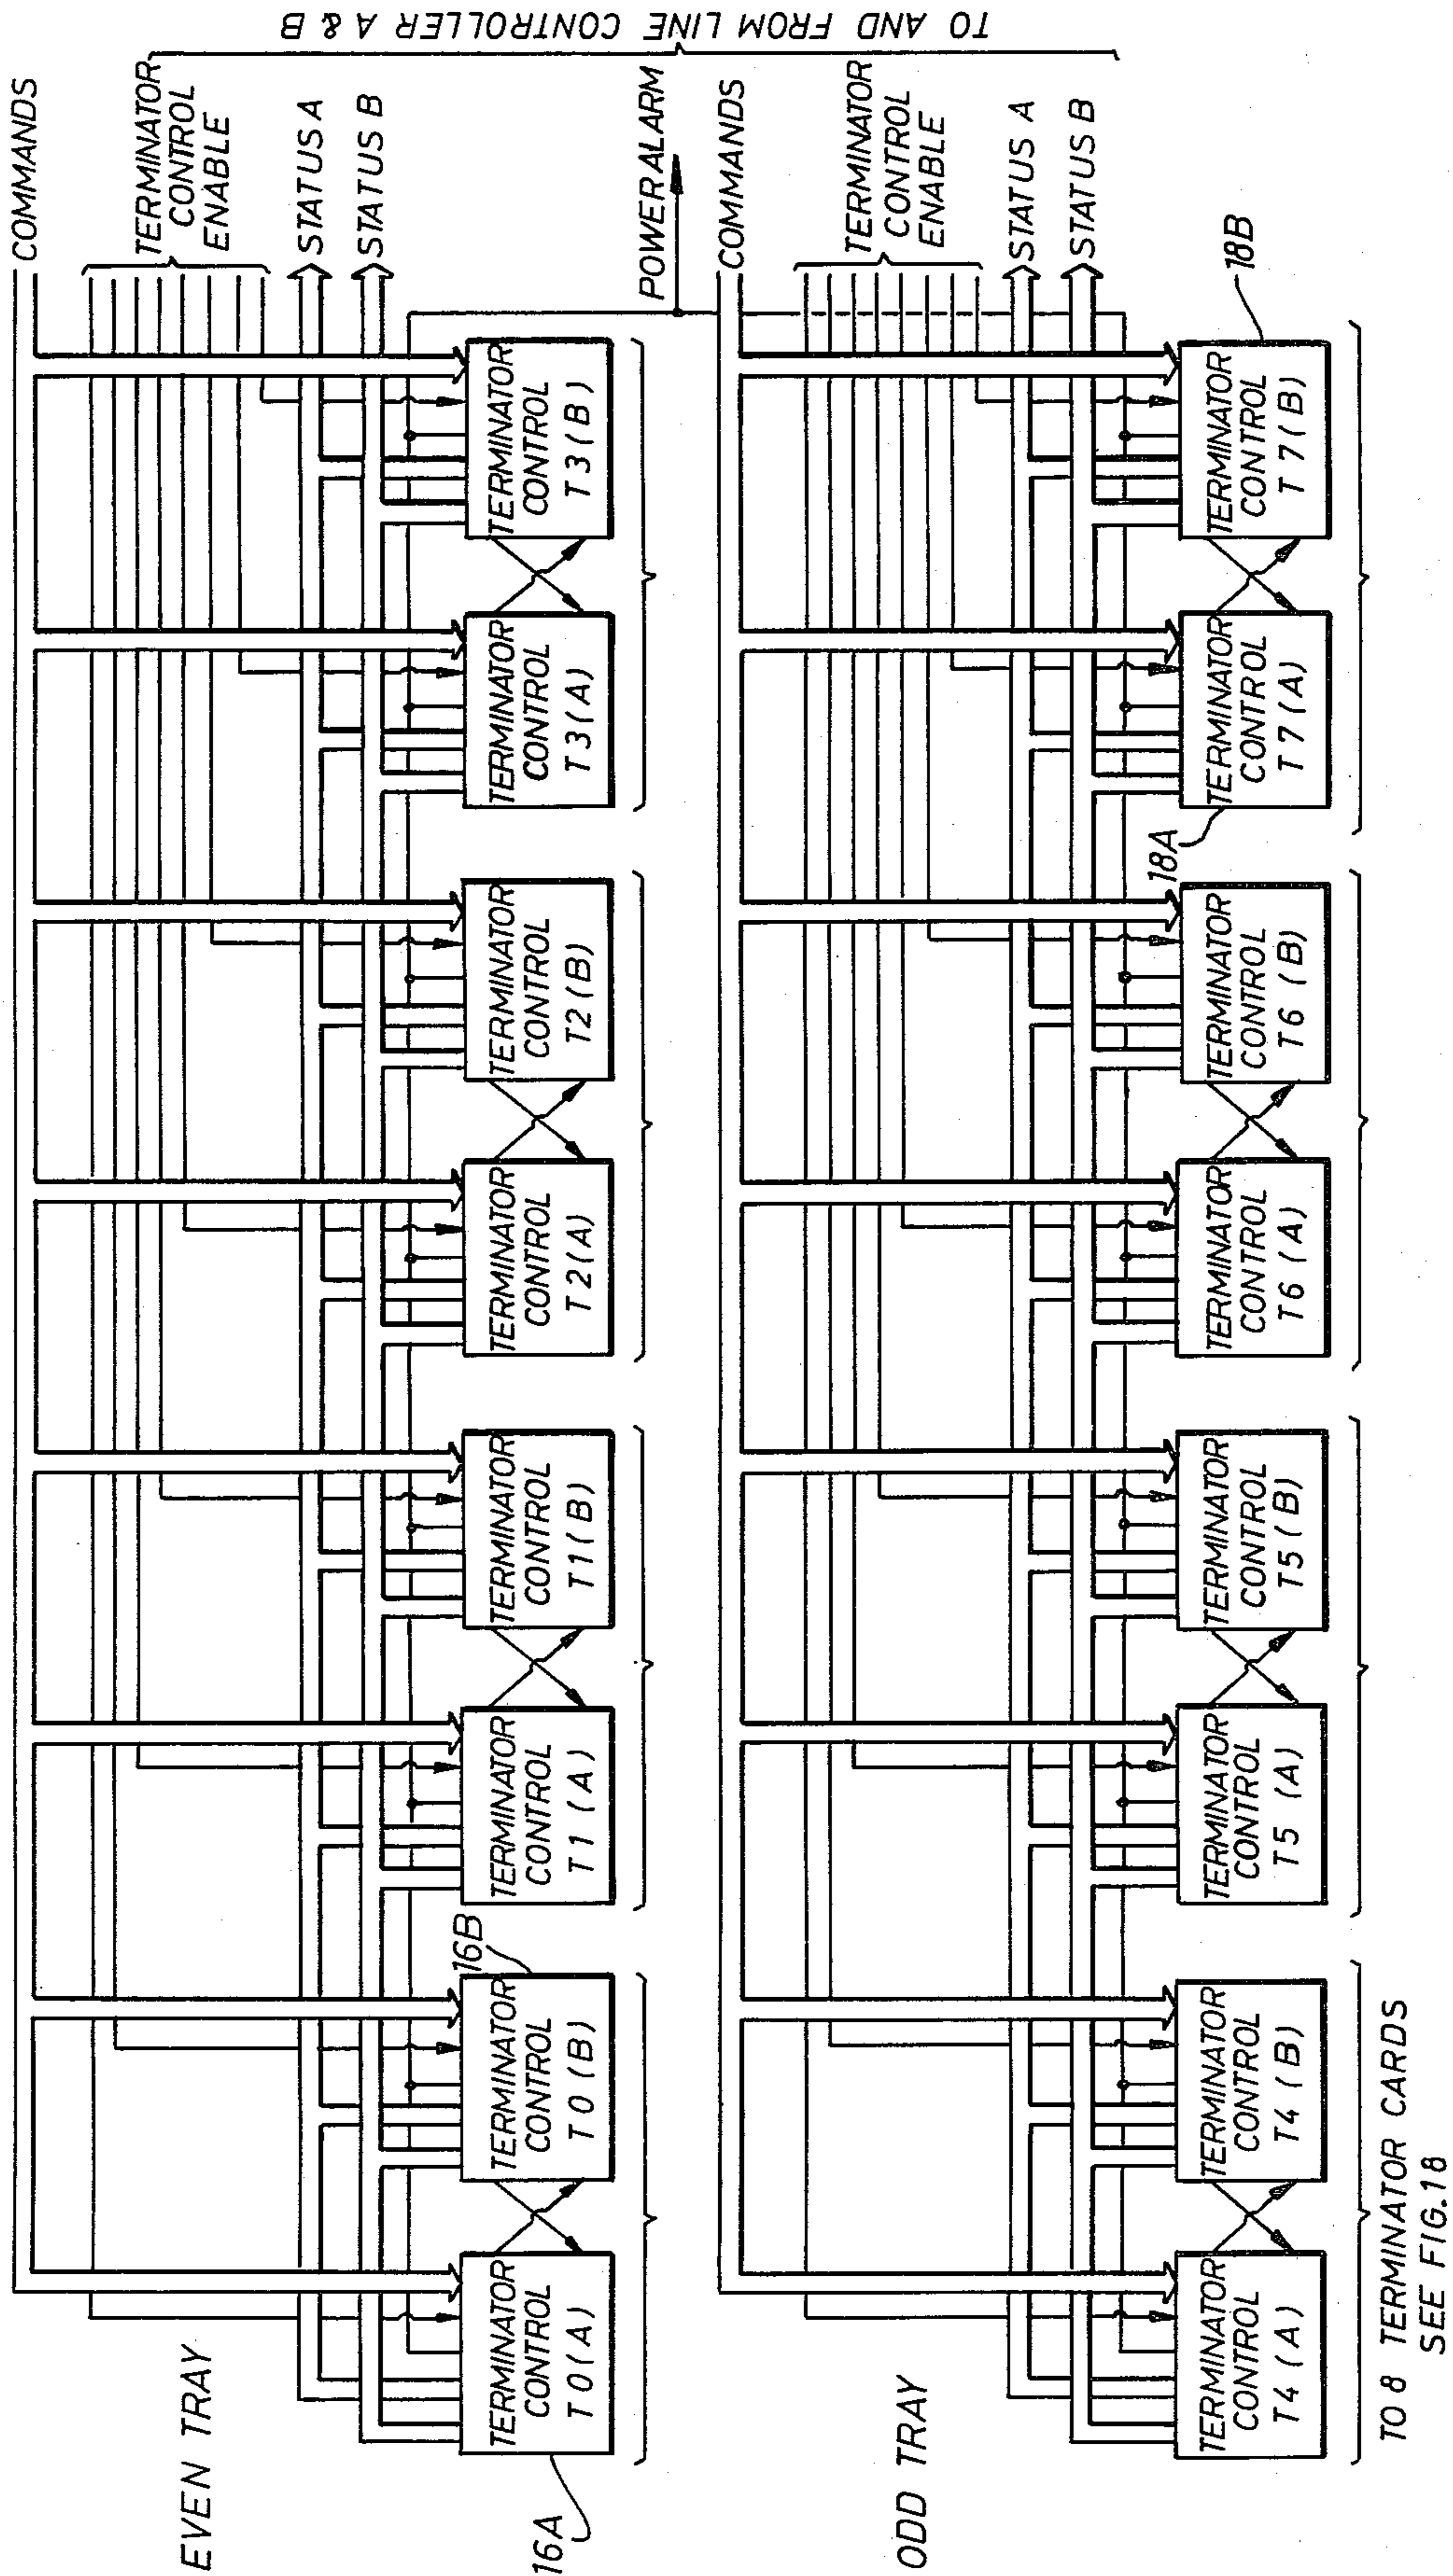 EVEN TRAY
COMMANDS
TERMINATOR
CONTROL
ENABLE
STATUS A
STATUS B
16A
TERMINATOR
CONTROL
T0(A)
16B
TERMINATOR
CONTROL
T0(B)
TERMINATOR
CONTROL
T1(A)
TERMINATOR
CONTROL
T1(B)
TERMINATOR
CONTROL
T2(A)
TERMINATOR
CONTROL
T2(B)
TERMINATOR
CONTROL
T3(A)
TERMINATOR
CONTROL
T3(B)
POWER ALARM
TO AND FROM LINE CONTROLLER A & B
ODD TRAY
COMMANDS
TERMINATOR
CONTROL
ENABLE
STATUS A
STATUS B
TERMINATOR
CONTROL
T4(A)
TERMINATOR
CONTROL
T4(B)
TERMINATOR
CONTROL
T5(A)
TERMINATOR
CONTROL
T5(B)
TERMINATOR
CONTROL
T6(A)
TERMINATOR
CONTROL
T6(B)
18A
TERMINATOR
CONTROL
T7(A)
18B
TERMINATOR
CONTROL
T7(B)
TO 8 TERMINATOR CARDS
SEE FIG.18